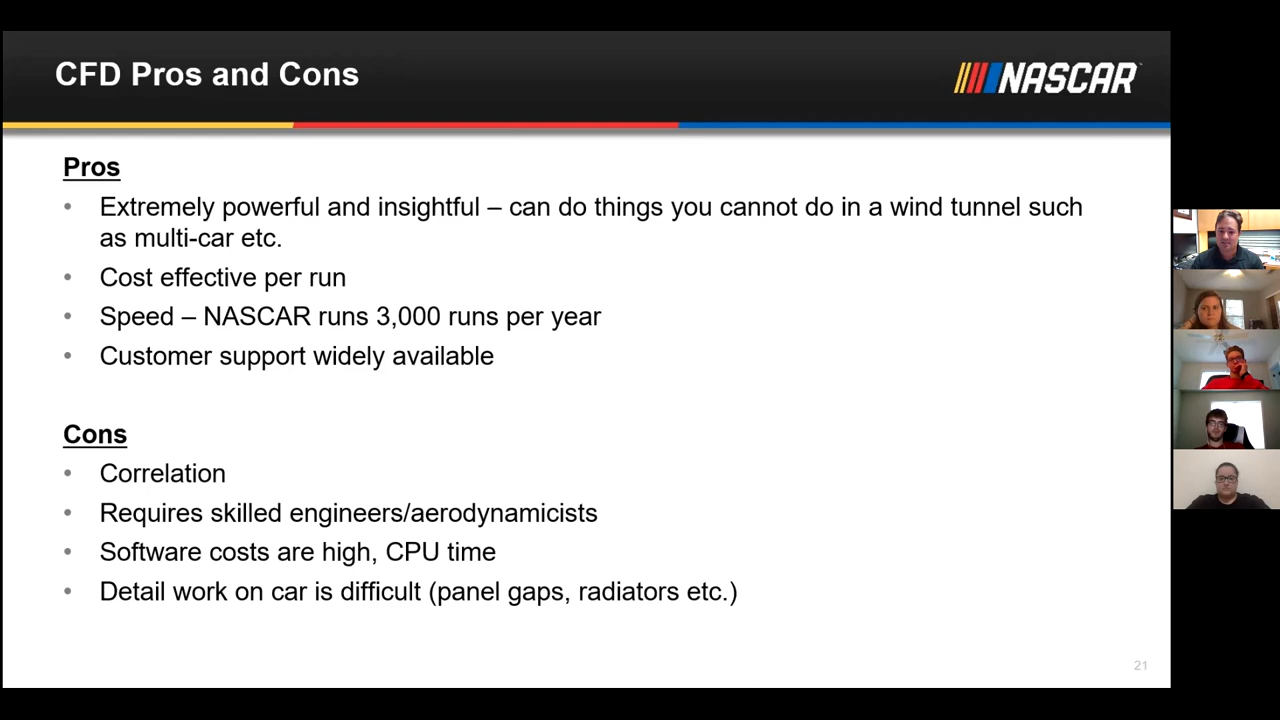 CFD Pros and Cons
NASCAR
Pros
• Extremely powerful and insightful – can do things you cannot do in a wind tunnel such
as multi-car etc.
• Cost effective per run
• Speed – NASCAR runs 3,000 runs per year
• Customer support widely available
Cons
• Correlation
• Requires skilled engineers/aerodynamicists
• Software costs are high, CPU time
• Detail work on car is difficult (panel gaps, radiators etc.)
21